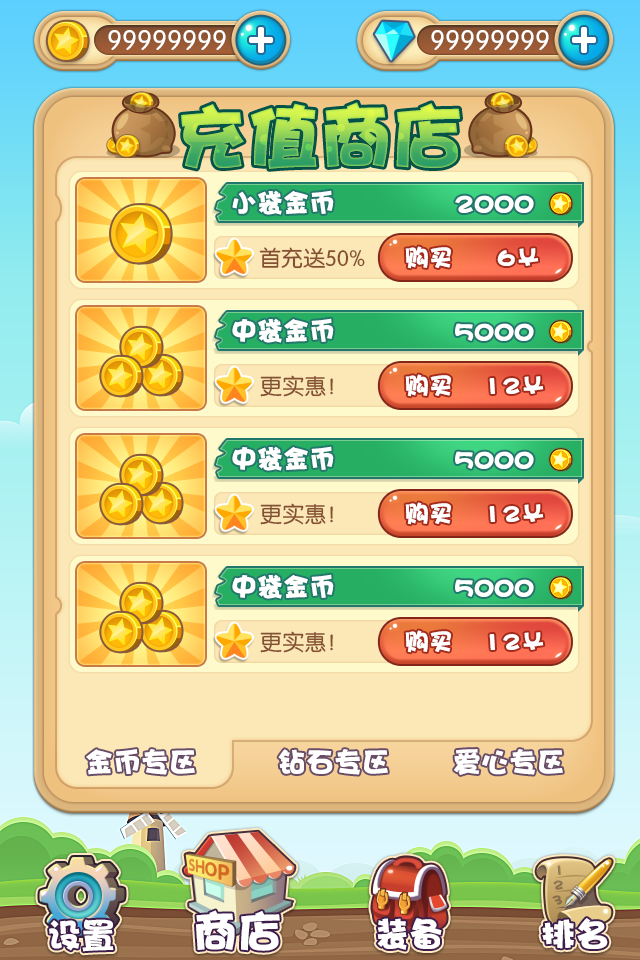 99999999 99999999
充值商店
小袋金币 2000
首充送50% 购买 6¥
中袋金币 5000
更实惠! 购买 12¥
中袋金币 5000
更实惠! 购买 12¥
中袋金币 5000
更实惠! 购买 12¥
金币专区 钻石专区 爱心专区
SHOP
1
2
3
设置 商店 装备 排名